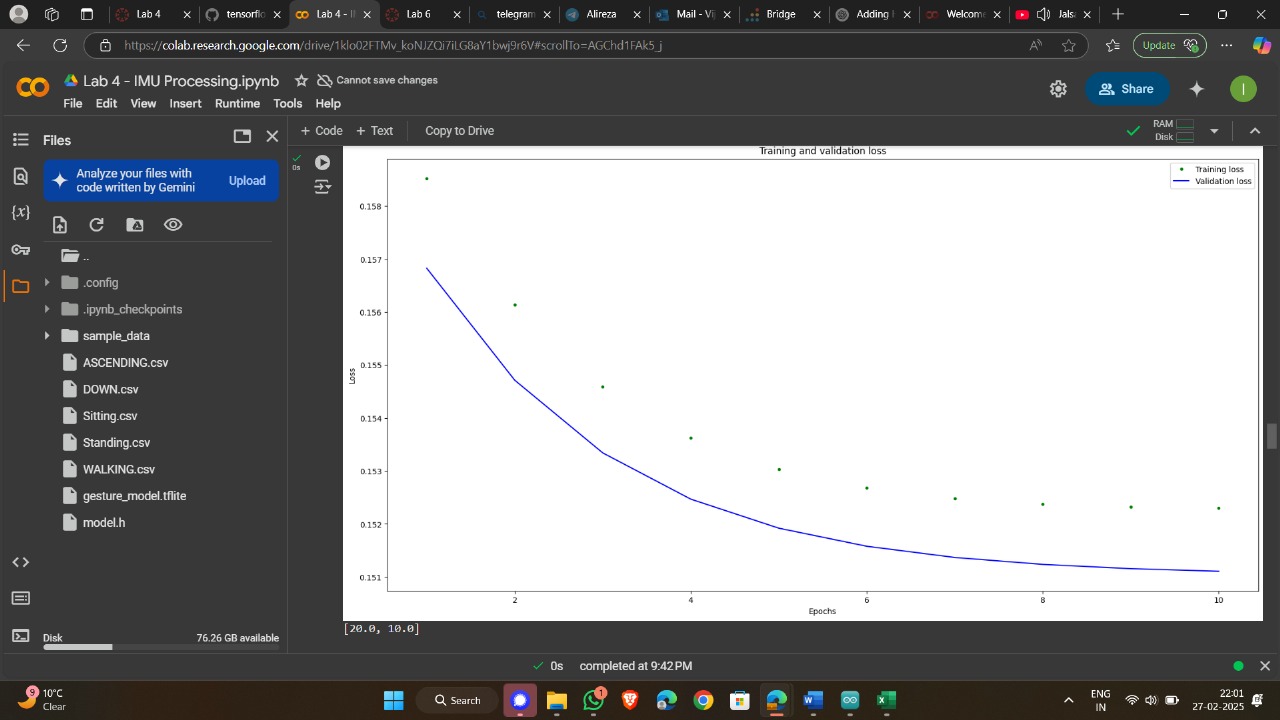 Lab 4
tensorflo
Lab 4 - I
Lab 6
telegram
Alireza
Mail - Vij
Bridge
Adding
Welcome
Jals
https://colab.research.google.com/drive/1klo02FTMv_koNJZQi7iLG8aY1bwj9r6V#scrollTo=AGChd1FAk5_j
Update
Lab 4 - IMU Processing.ipynb
Cannot save changes
File Edit View Insert Runtime Tools Help
Share
I
Files
+ Code + Text
Copy to Drive
RAM
Disk
Analyze your files with
code written by Gemini
Upload
{x}
..
.config
.ipynb_checkpoints
sample_data
ASCENDING.csv
DOWN.csv
Sitting.csv
Standing.csv
WALKING.csv
gesture_model.tflite
model.h
Disk
76.26 GB available
0s
Training and validation loss
Training loss
Validation loss
0.158
0.157
0.156
0.155
0.154
0.153
0.152
0.151
Loss
2 4 6 8 10
Epochs
[20.0, 10.0]
0s completed at 9:42 PM
9
10°C
Clear
Search
1
ENG
IN
22:01
27-02-2025